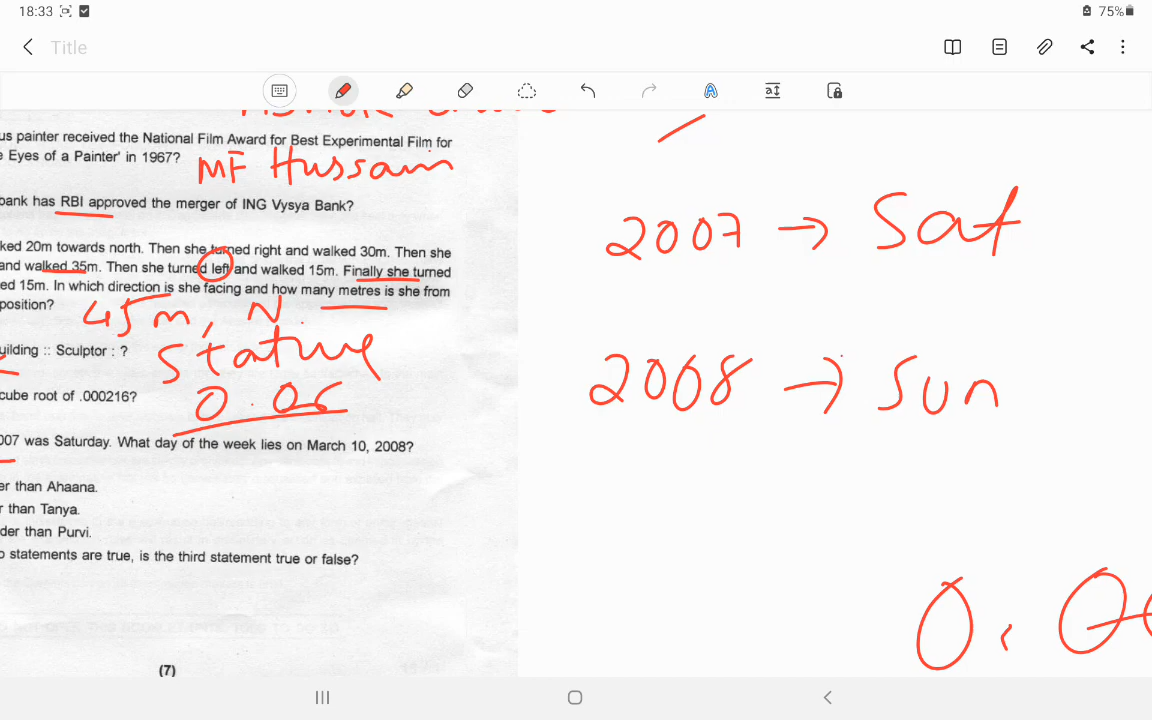 18:33
75%
Title
us painter received the National Film Award for Best Experimental Film for
e Eyes of a Painter' in 1967?
MF Hussain
bank has RBI approved the merger of ING Vysya Bank?
ked 20m towards north. Then she turned right and walked 30m. Then she
and walked 35m. Then she turned left and walked 15m. Finally she turned
ed 15m. In which direction is she facing and how many metres is she from
position?
45m, N
uilding :: Sculptor : ?
Statue
cube root of .000216?
0.06
007 was Saturday. What day of the week lies on March 10, 2008?
er than Ahaana.
r than Tanya.
der than Purvi.
o statements are true, is the third statement true or false?
(7)
2007 → Sat
2008 → Sun
0.0